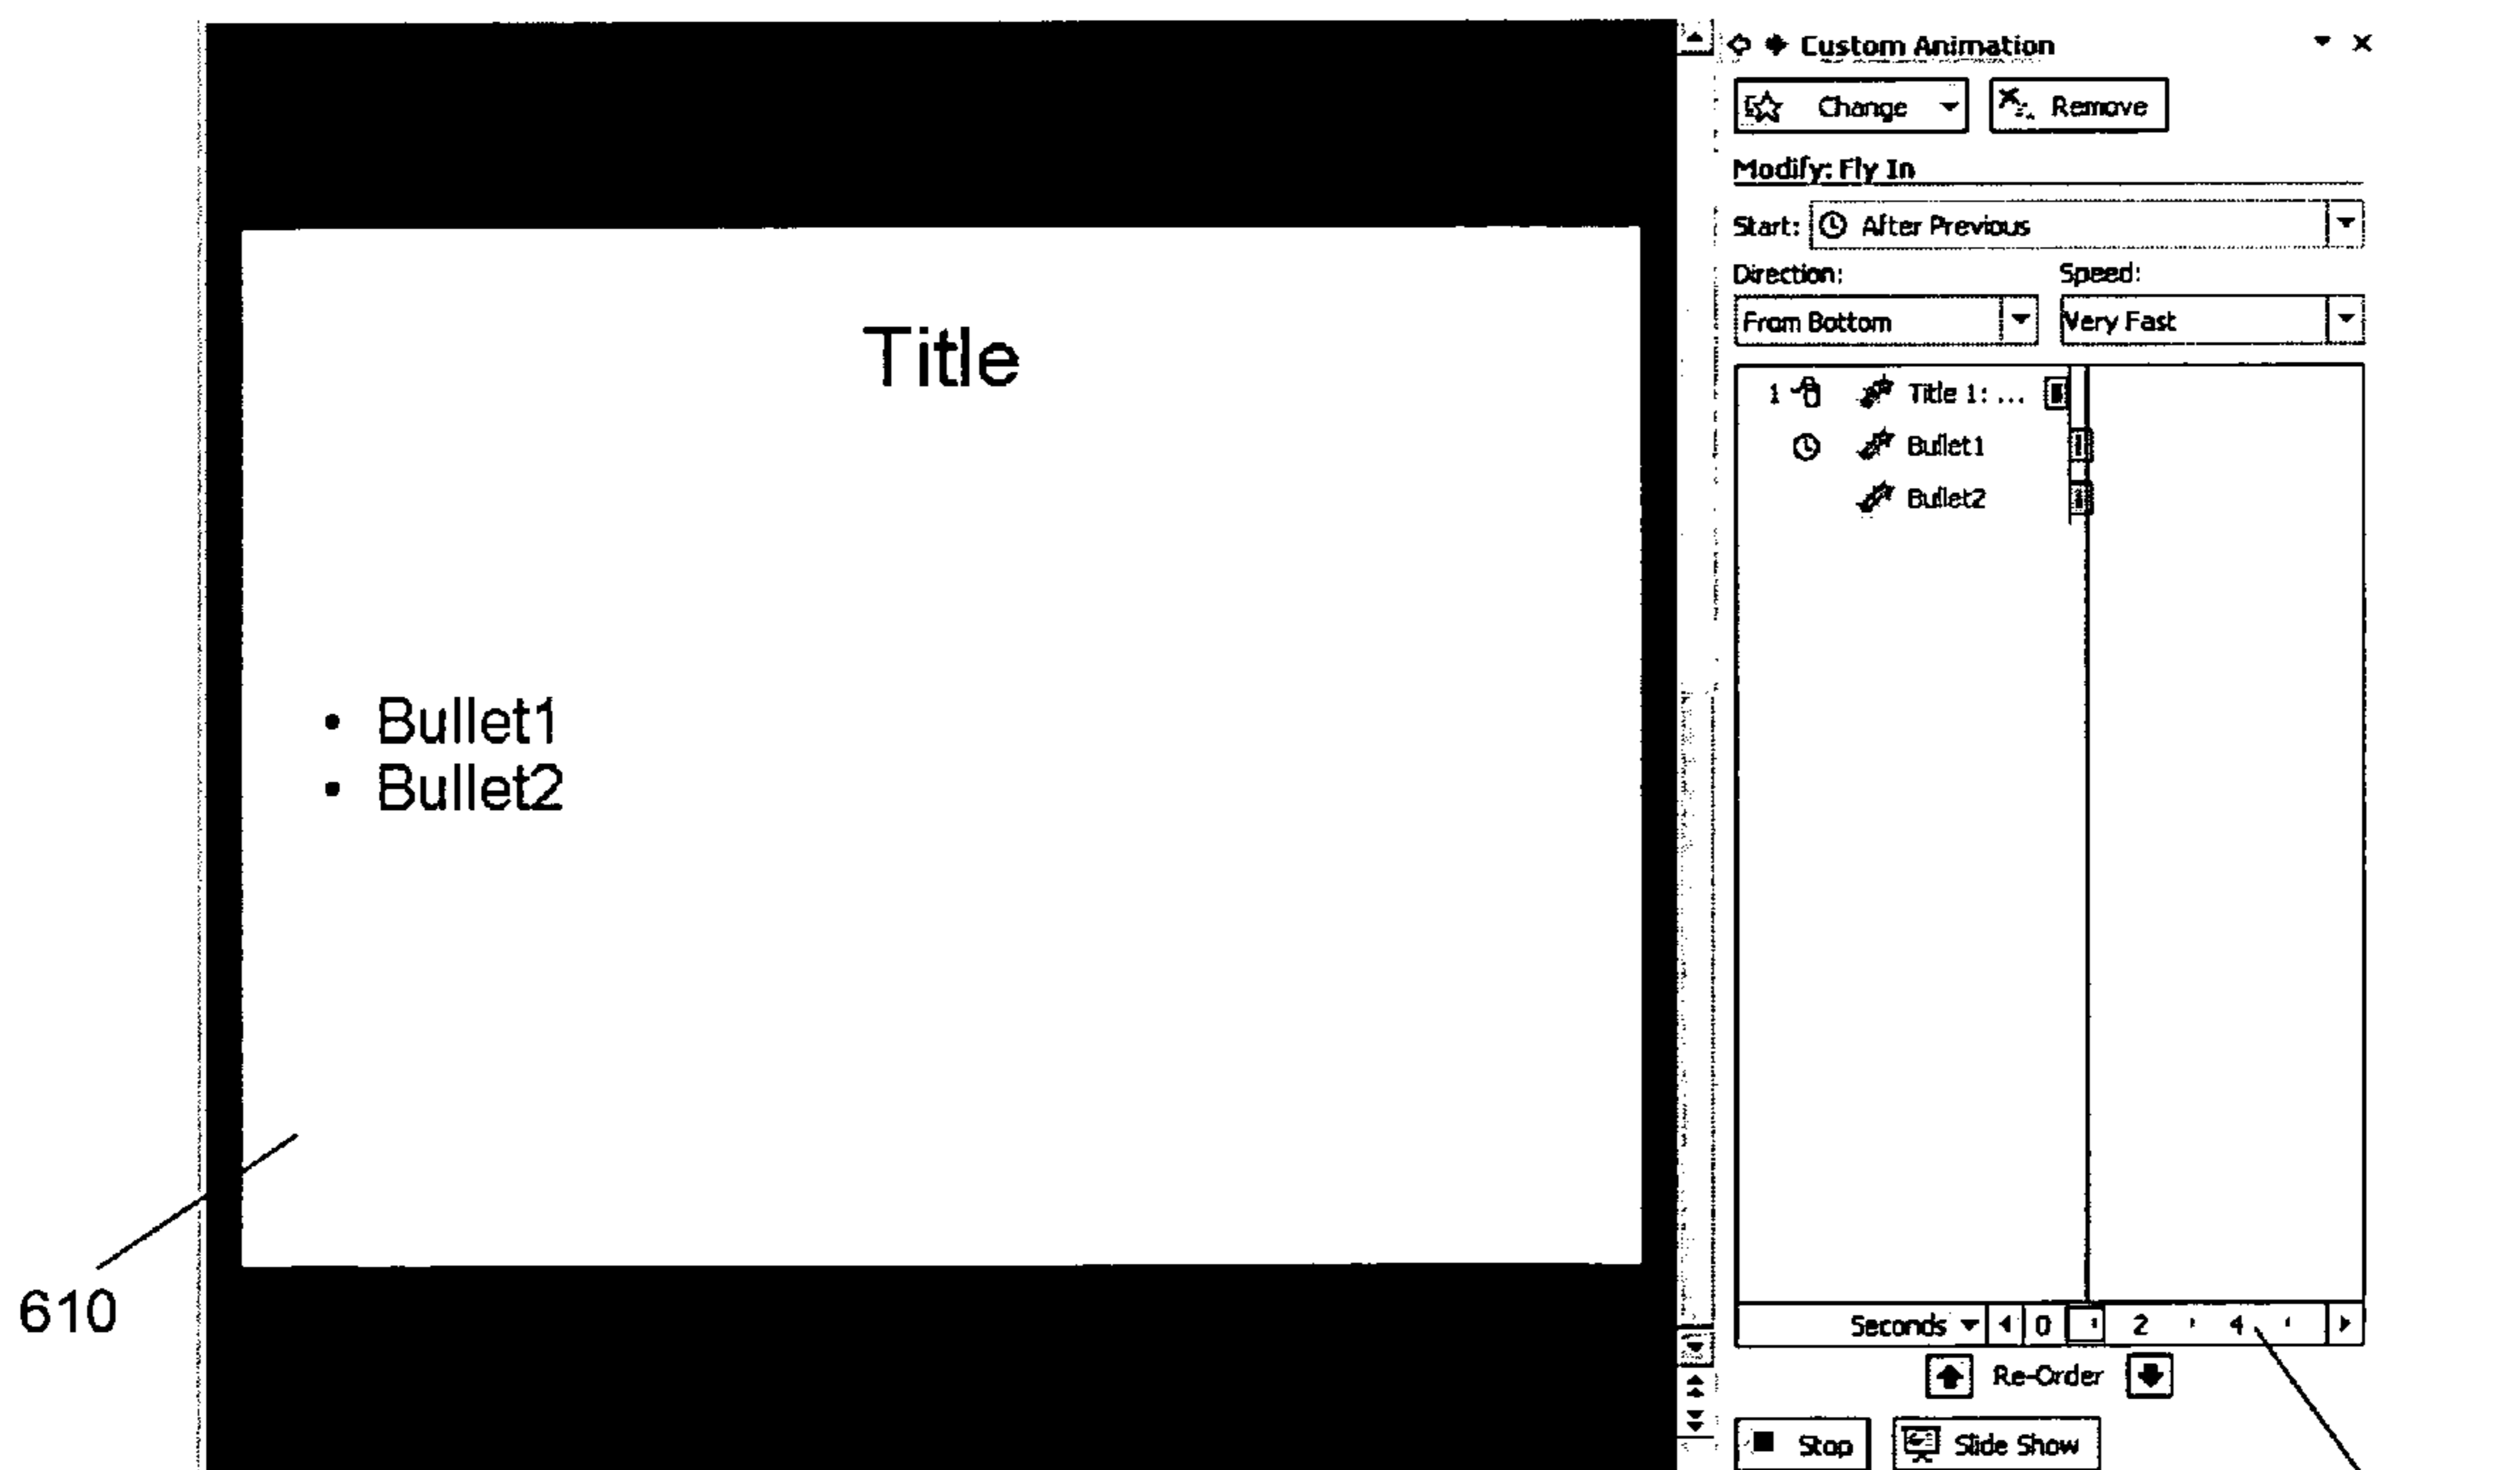 Title
• Bullet1
• Bullet2
610
Custom Animation
Change
Remove
Modify: Fly In
Start: After Previous
Direction: Speed:
From Bottom Very Fast
1 Title 1: ...
Bullet1
Bullet2
Seconds 0 2 4
Re-Order
Stop Slide Show